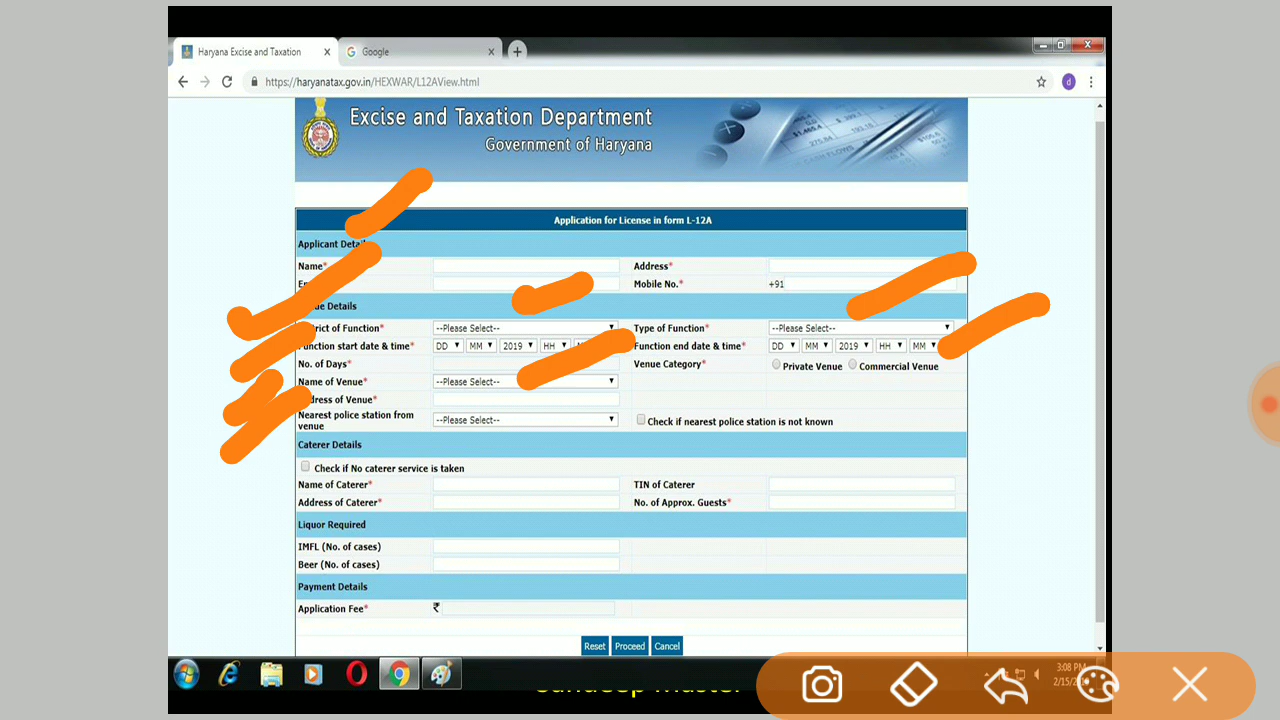 Haryana Excise and Taxation
Google
https://haryanatax.gov.in/HEXWAR/L12AView.html
d
Excise and Taxation Department
Government of Haryana
Application for License in form L-12A
Applicant
Name* Address*
Mobile No.* +91
Details
of Function* --Please Select-- Type of Function* --Please Select--
Function start date & time* DD MM 2019 HH Function end date & time* DD MM 2019 HH MM
No. of Days* Venue Category* Private Venue Commercial Venue
Name of Venue* --Please Select--
of Venue*
Nearest police station from
venue --Please Select-- Check if nearest police station is not known
Caterer Details
Check if No caterer service is taken
Name of Caterer* TIN of Caterer
Address of Caterer* No. of Approx. Guests*
Liquor Required
IMFL (No. of cases)
Beer (No. of cases)
Payment Details
Application Fee* ₹
Reset Proceed Cancel
3:08 PM